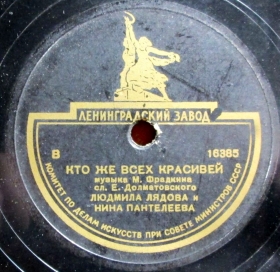 ЛЕНИНГРАДСКИЙ ЗАВОД
В 16385
КТО ЖЕ ВСЕХ КРАСИВЕЙ
музыка М. Фрадкина
сл. Е. Долматовского
ЛЮДМИЛА ЛЯДОВА и
НИНА ПАНТЕЛЕЕВА
КОМИТЕТ ПО ДЕЛАМ ИСКУССТВ ПРИ СОВЕТЕ МИНИСТРОВ СССР